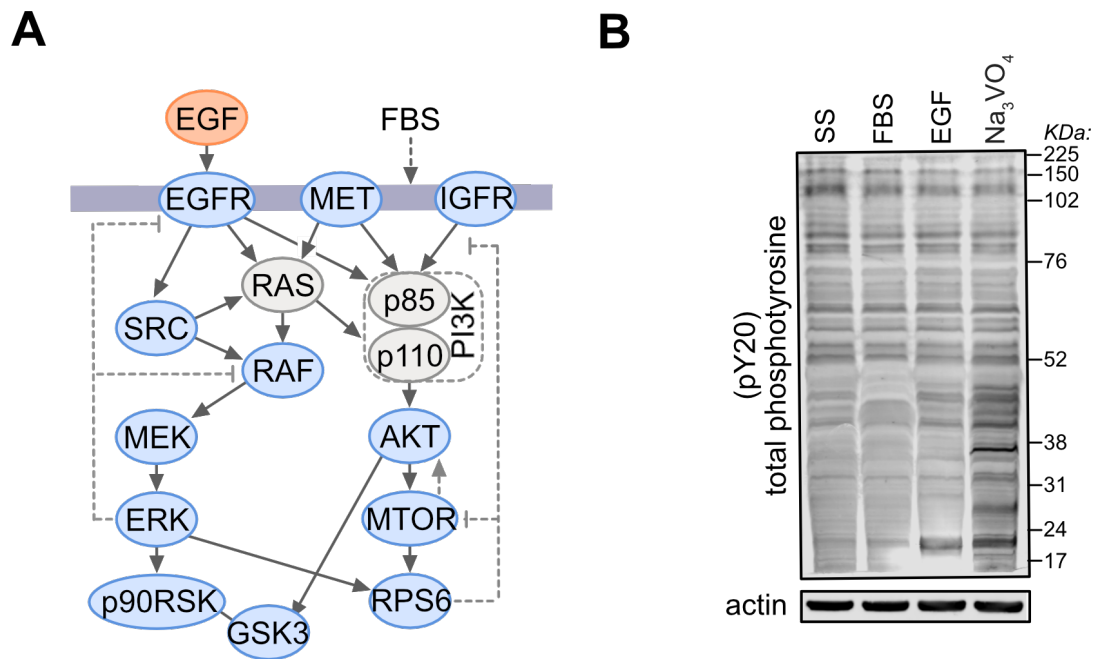 A
EGF
FBS
EGFR
MET
IGFR
RAS
p85
SRC
PI3K
p110
RAF
MEK
AKT
ERK
MTOR
p90RSK
RPS6
GSK3
B
SS
FBS
EGF
Na₃VO₄
KDa:
225
150
102
76
52
38
31
24
17
(pY20)
total phosphotyrosine
actin